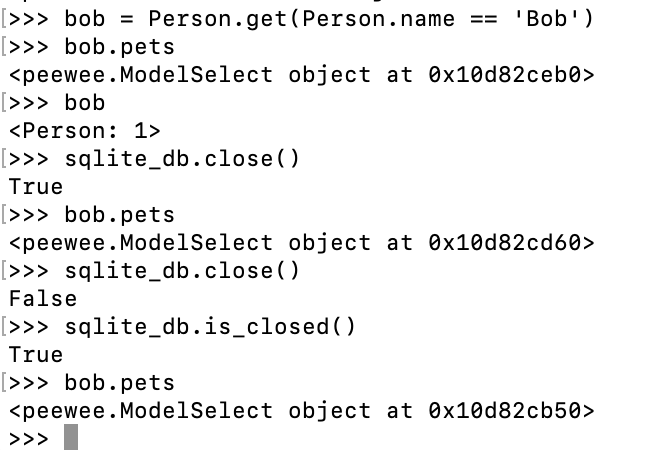 [>>> bob = Person.get(Person.name == 'Bob')
[>>> bob.pets
<peewee.ModelSelect object at 0x10d82ceb0>
[>>> bob
<Person: 1>
[>>> sqlite_db.close()
True
[>>> bob.pets
<peewee.ModelSelect object at 0x10d82cd60>
[>>> sqlite_db.close()
False
[>>> sqlite_db.is_closed()
True
[>>> bob.pets
<peewee.ModelSelect object at 0x10d82cb50>
>>>